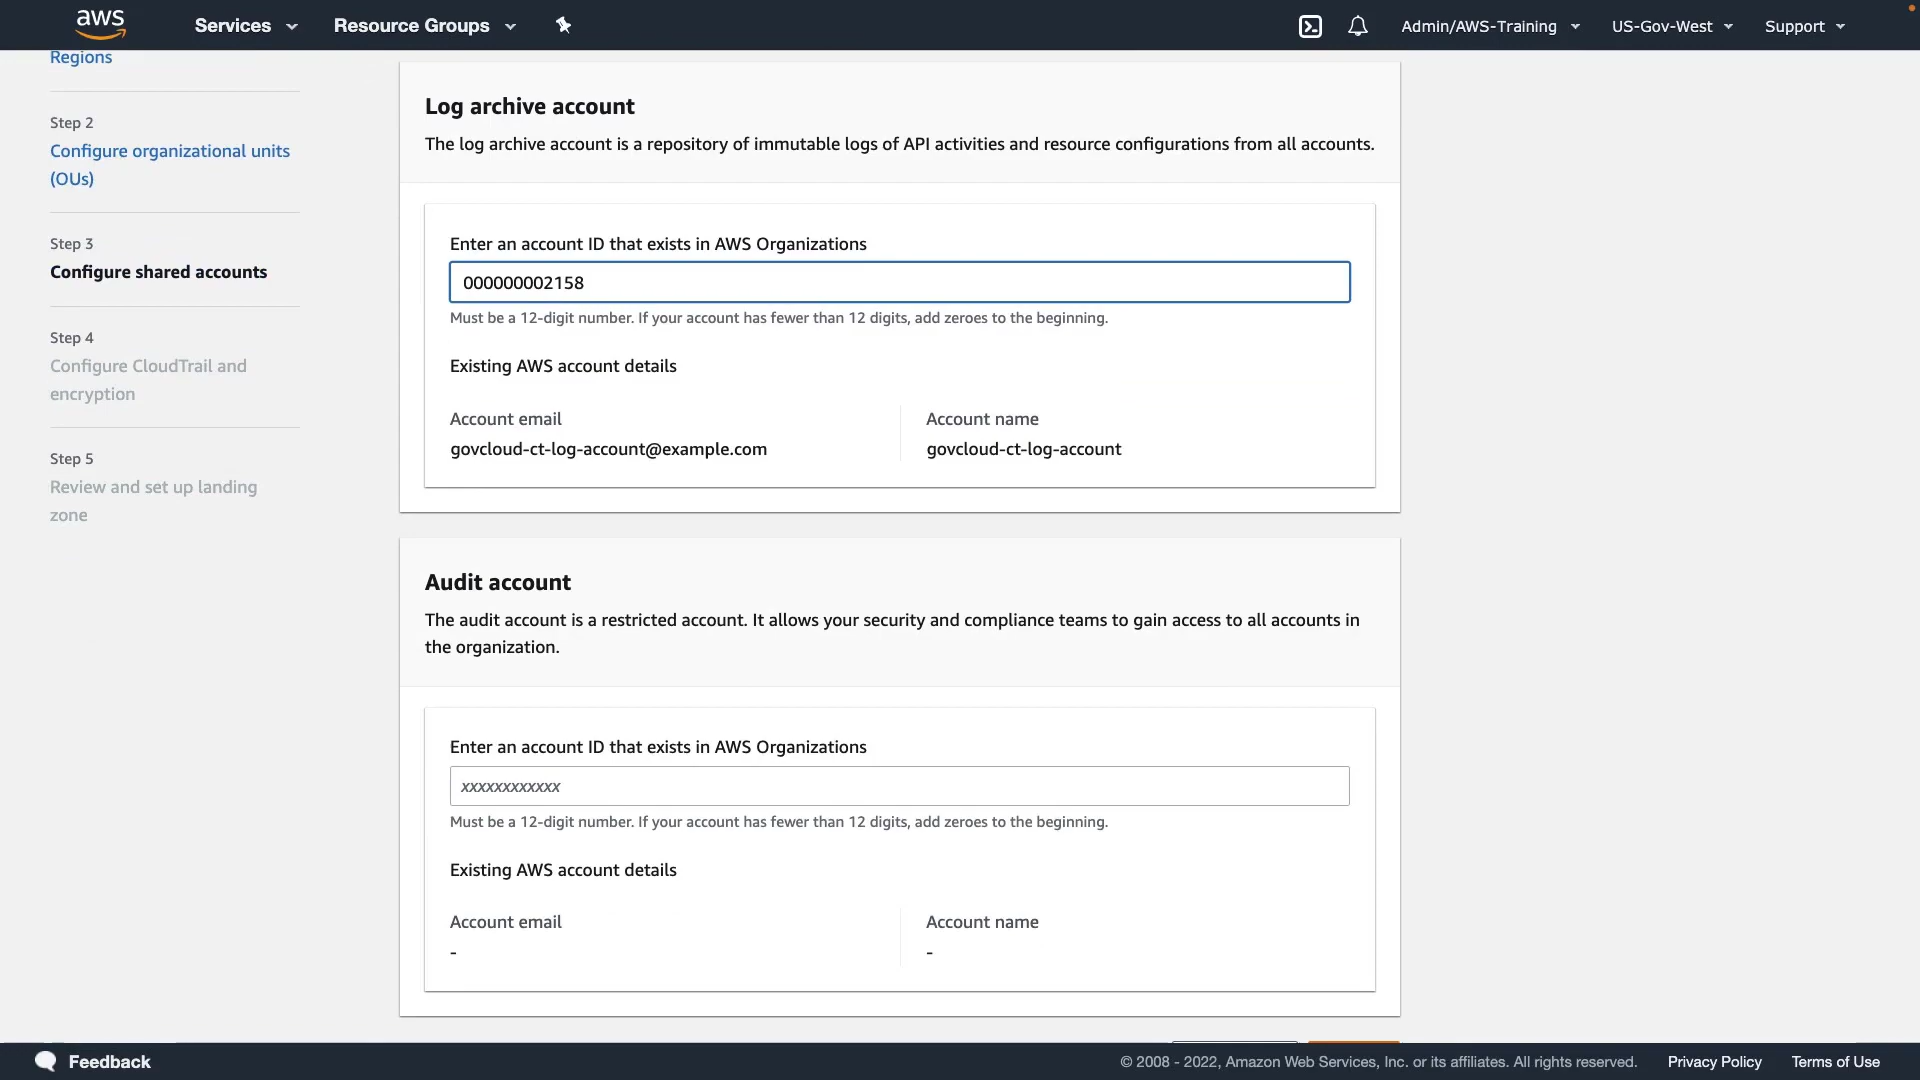 aws
Services
Resource Groups
Admin/AWS-Training
US-Gov-West
Support
Regions
Step 2
Configure organizational units
(OUs)
Step 3
Configure shared accounts
Step 4
Configure CloudTrail and
encryption
Step 5
Review and set up landing
zone
Log archive account
The log archive account is a repository of immutable logs of API activities and resource configurations from all accounts.
Enter an account ID that exists in AWS Organizations
000000002158
Must be a 12-digit number. If your account has fewer than 12 digits, add zeroes to the beginning.
Existing AWS account details
Account email
govcloud-ct-log-account@example.com
Account name
govcloud-ct-log-account
Audit account
The audit account is a restricted account. It allows your security and compliance teams to gain access to all accounts in
the organization.
Enter an account ID that exists in AWS Organizations
xxxxxxxxxxxx
Must be a 12-digit number. If your account has fewer than 12 digits, add zeroes to the beginning.
Existing AWS account details
Account email
-
Account name
-
Feedback
© 2008 - 2022, Amazon Web Services, Inc. or its affiliates. All rights reserved.
Privacy Policy
Terms of Use